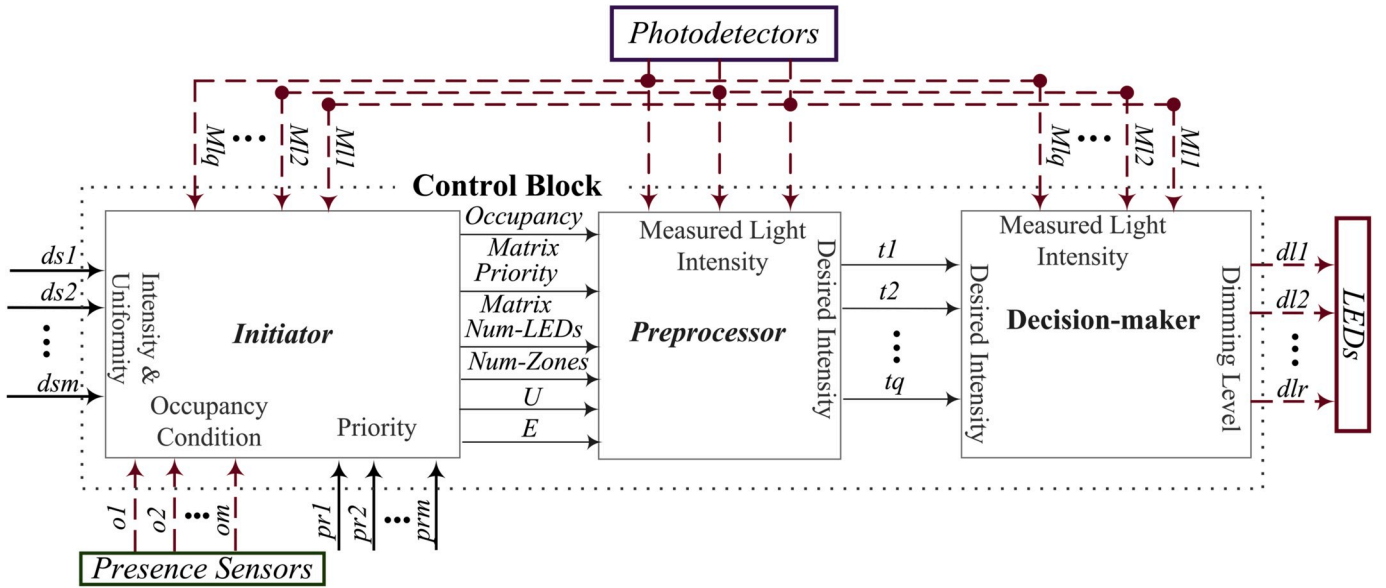 Photodetectors
Mlq
Ml2
Ml1
Mlq
Ml2
Ml1
Control Block
ds1
ds2
dsm
Intensity &
Uniformity
Initiator
Occupancy
Condition
Priority
Occupancy
Matrix
Priority
Matrix
Num-LEDs
Num-Zones
U
E
Measured Light
Intensity
Preprocessor
Desired Intensity
t1
t2
tq
Measured Light
Intensity
Desired Intensity
Decision-maker
Dimming Level
dl1
dl2
dlr
LEDs
o1
o2
om
pr1
pr2
prm
Presence Sensors